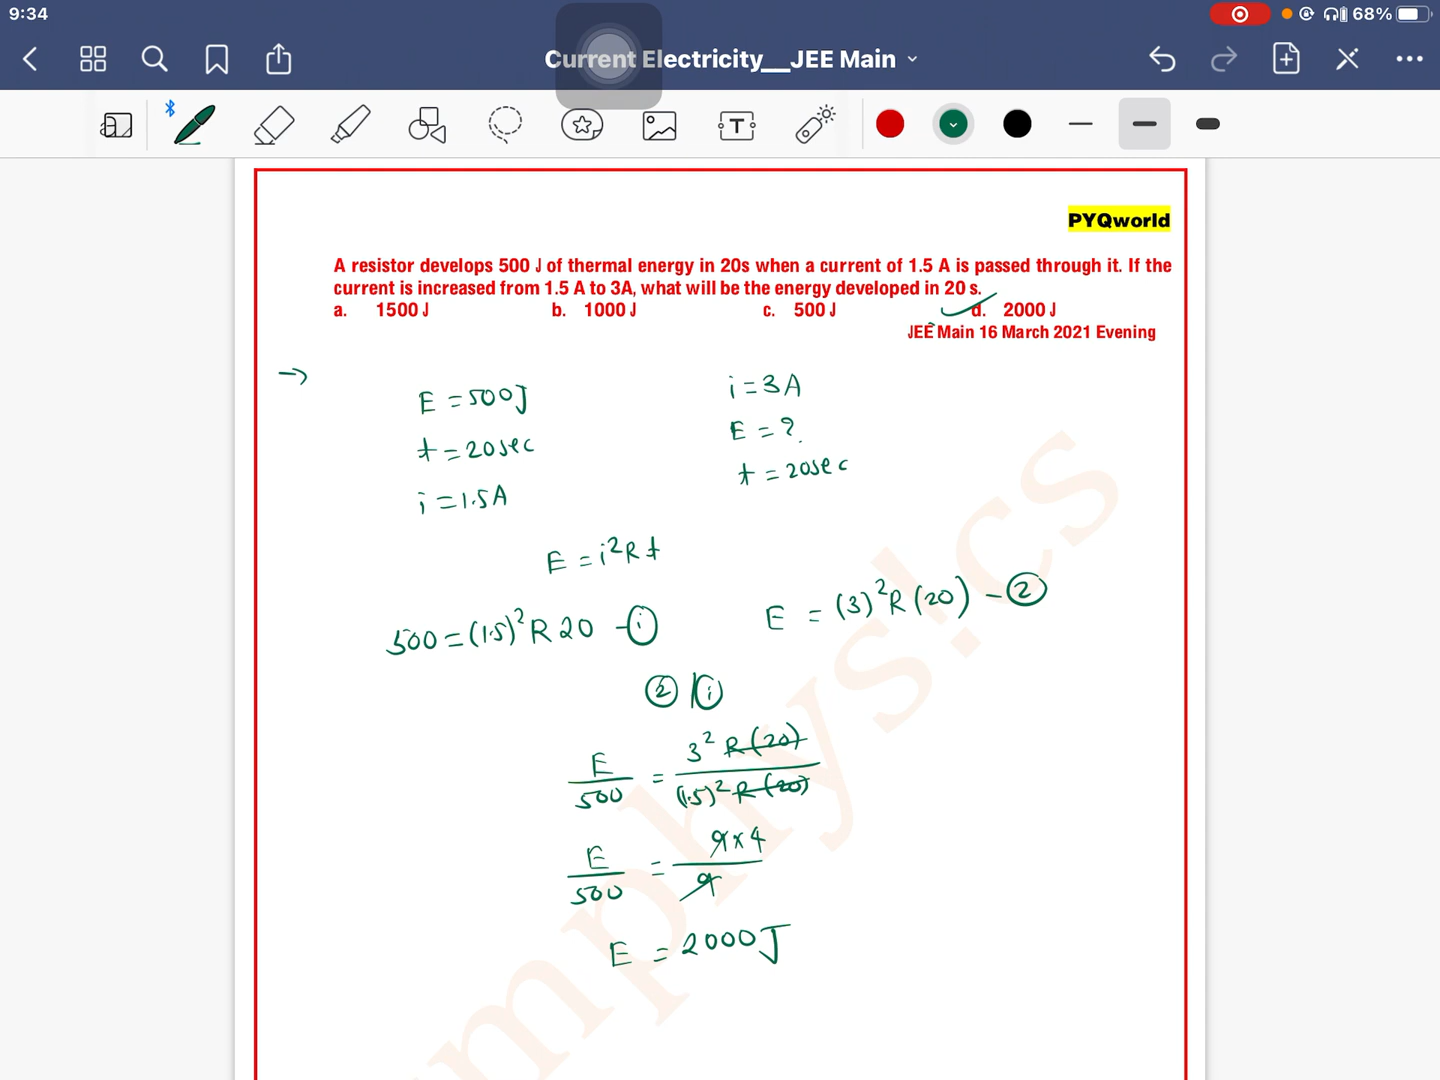 9:34
68%
Current Electricity__JEE Main
T
PYQworld
A resistor develops 500 J of thermal energy in 20s when a current of 1.5 A is passed through it. If the
current is increased from 1.5 A to 3A, what will be the energy developed in 20 s.
a. 1500 J b. 1000 J c. 500 J d. 2000 J
JEE Main 16 March 2021 Evening
→
E = 500J
t = 20sec
i = 1.5A
i = 3A
E = ?
t = 20sec
E = i²Rt
500 = (1.5)² R 20 - ⓘ
E = (3)² R (20) - ②
② / ⓘ
E/500 = 3² R (20) / (1.5)² R (20)
E/500 = 9 x 4 / 9
E = 2000J
mphys!cs